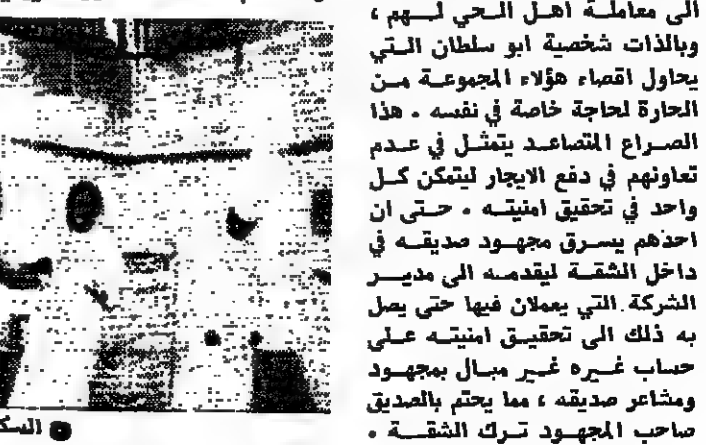 الى معاملة اهل الحي لهم ،
وبالذات شخصية ابو سلطان التي
يحاول اقصاء هؤلاء المجموعة من
الحارة لحاجة خاصة في نفسه . هذا
الصراع المتصاعد يتمثل في عدم
تعاونهم في دفع الايجار ليتمكن كل
واحد في تحقيق امنيته . حتى ان
احدهم يسرق مجهود صديقه في
داخل الشقة ليقدمه الى مدير
الشركة التي يعملان فيها حتى يصل
به ذلك الى تحقيق امنيته على
حساب غيره غير مبال بمجهود
ومشاعر صديقه ، مما يحتم بالصديق
صاحب المجهود ترك الشقة .